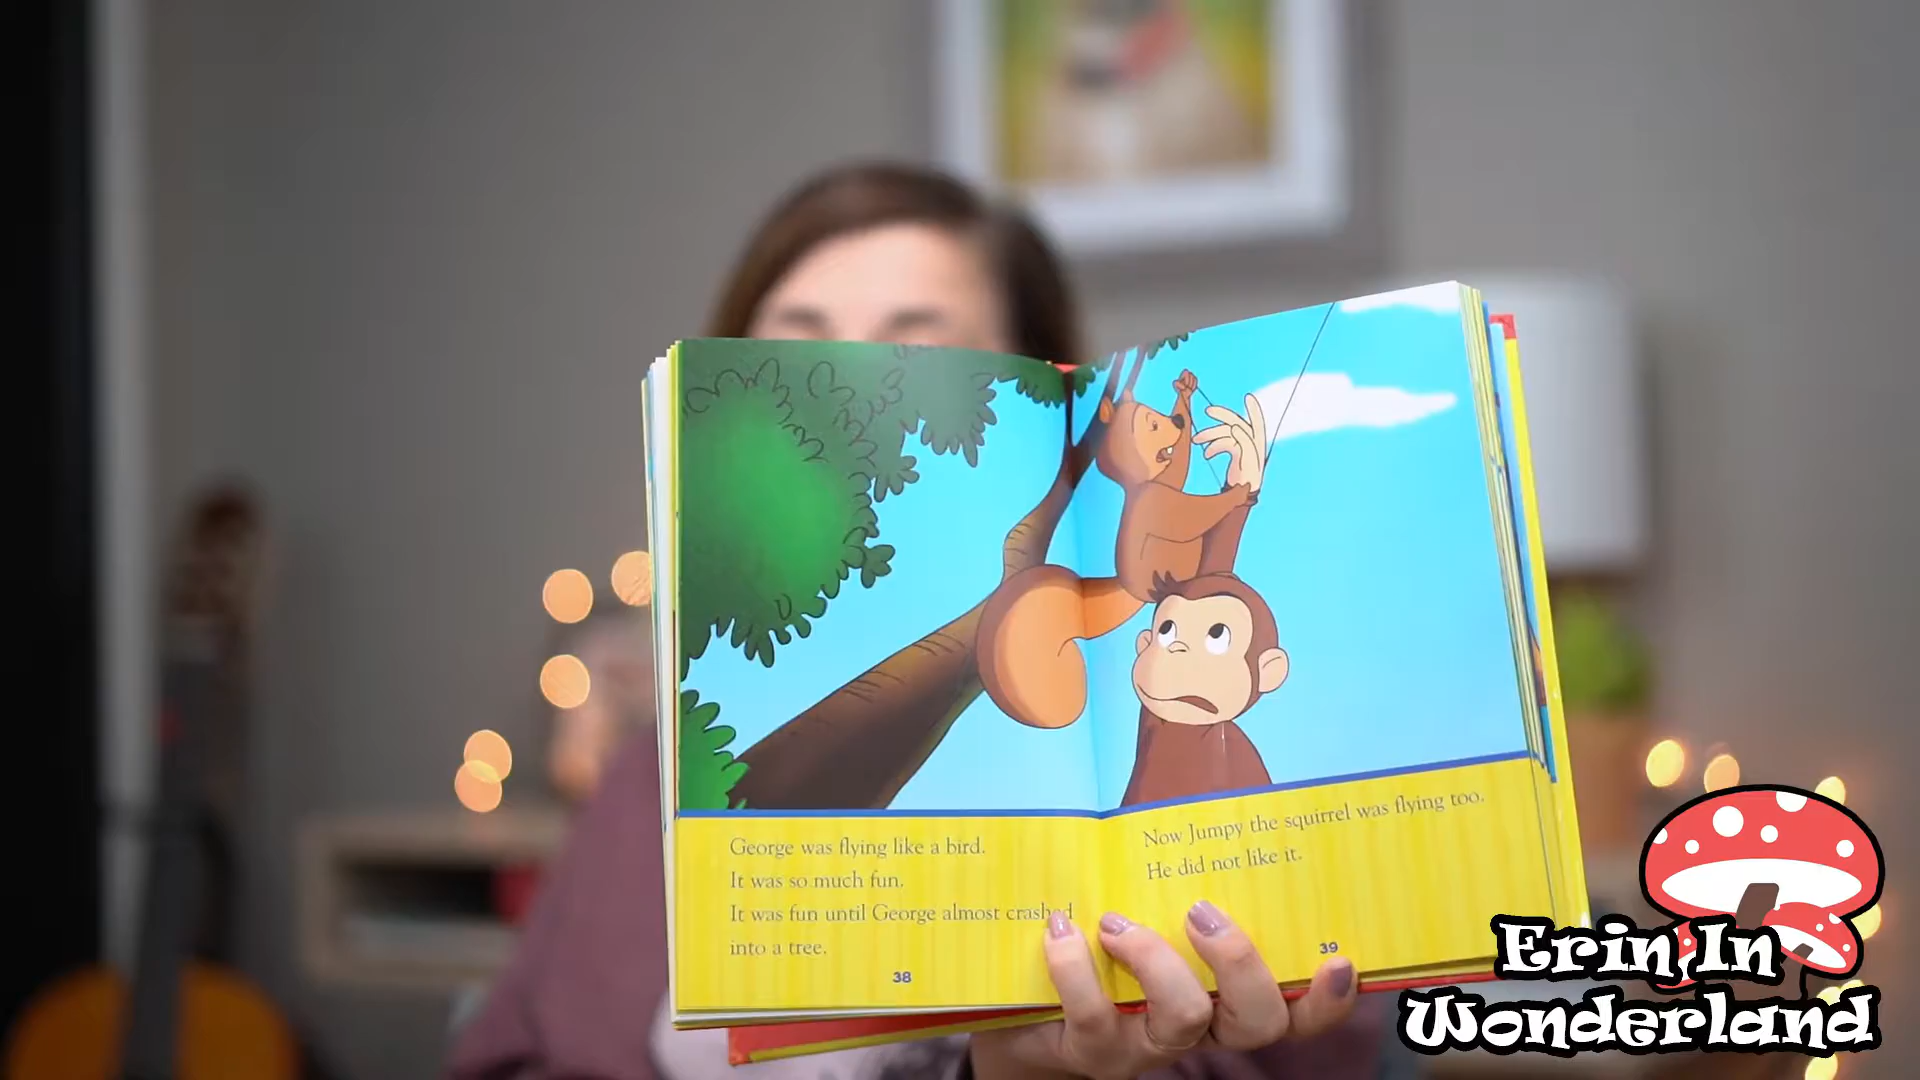 George was flying like a bird.
It was so much fun.
It was fun until George almost crashed
into a tree.
38
Now Jumpy the squirrel was flying too.
He did not like it.
39
Erin In
Wonderland